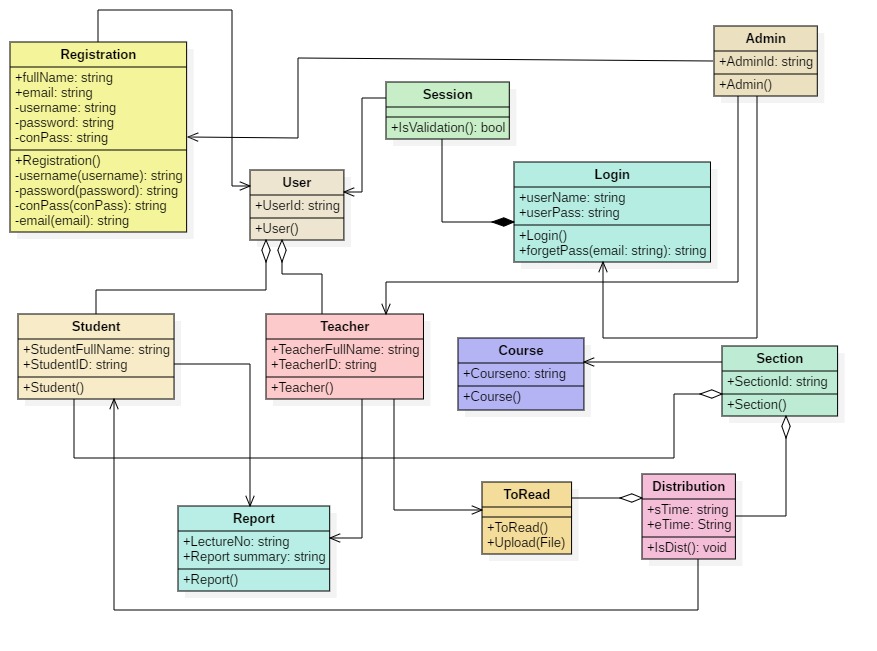 Registration
+fullName: string
+email: string
-username: string
-password: string
-conPass: string
+Registration()
-username(username): string
-password(password): string
-conPass(conPass): string
-email(email): string
Session
+IsValidation(): bool
Admin
+AdminId: string
+Admin()
User
+UserId: string
+User()
Login
+userName: string
+userPass: string
+Login()
+forgetPass(email: string): string
Student
+StudentFullName: string
+StudentID: string
+Student()
Teacher
+TeacherFullName: string
+TeacherID: string
+Teacher()
Course
+Courseno: string
+Course()
Section
+SectionId: string
+Section()
Report
+LectureNo: string
+Report summary: string
+Report()
ToRead
+ToRead()
+Upload(File)
Distribution
+sTime: string
+eTime: String
+IsDist(): void